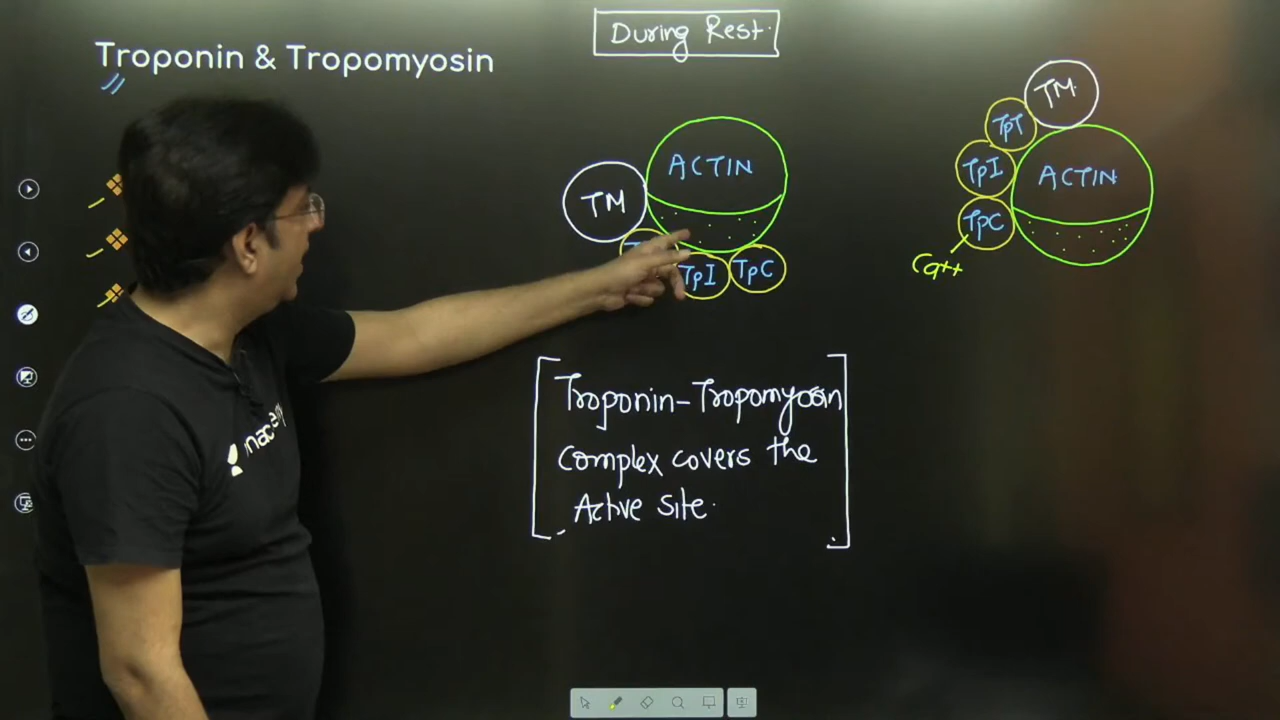 During Rest.
Troponin & Tropomyosin
TM
ACTIN
TpI
TpC
TM
TpT
TpI
TpC
ACTIN
Ca++
Troponin-Tropomyosin
complex covers the
Active Site.